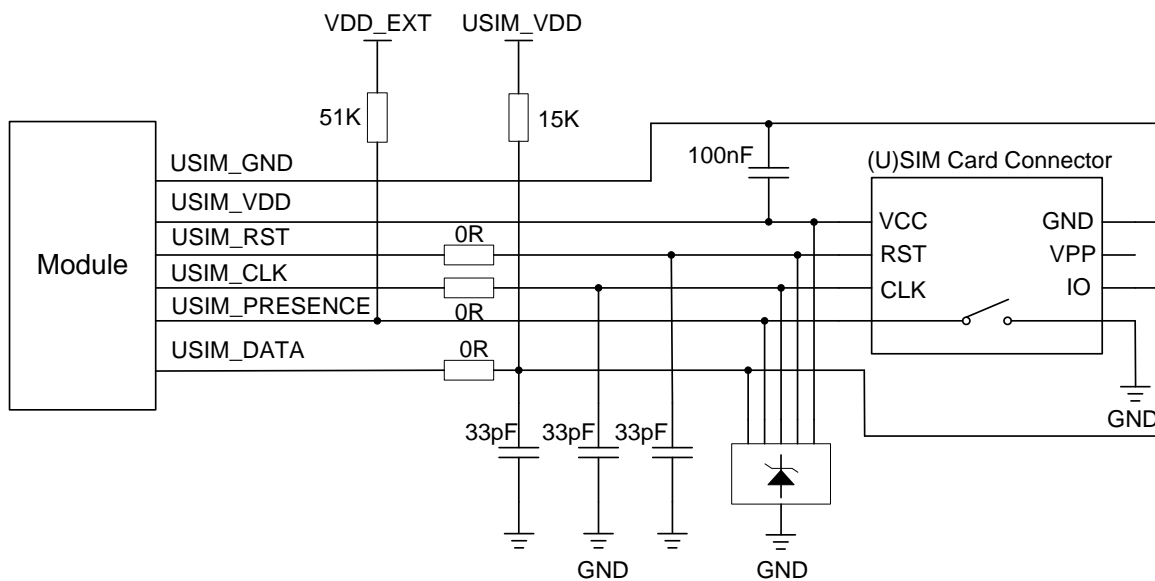 VDD_EXT USIM_VDD
51K 15K
USIM_GND
100nF
(U)SIM Card Connector
USIM_VDD
VCC GND
USIM_RST
0R
RST VPP
Module
USIM_CLK
CLK IO
USIM_PRESENCE
0R
USIM_DATA
0R
GND
33pF 33pF 33pF
GND GND